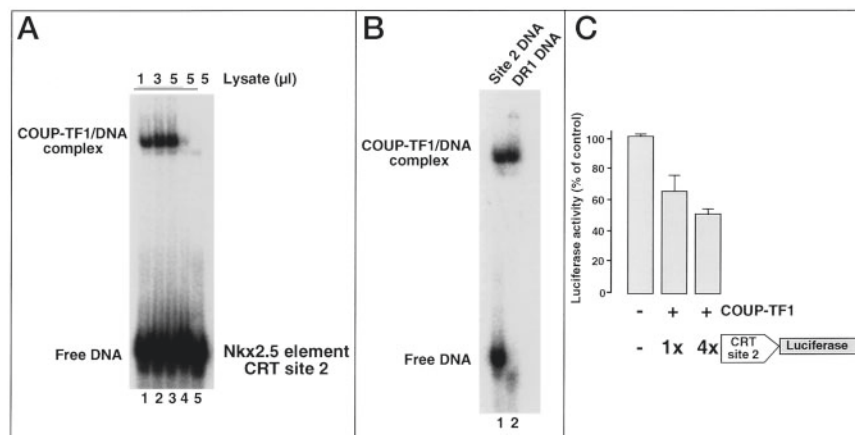 A
1 3 5 5 5 Lysate (µl)
COUP-TF1/DNA
complex
Free DNA
Nkx2.5 element
CRT site 2
1 2 3 4 5
B
Site 2 DNA
DR1 DNA
COUP-TF1/DNA
complex
Free DNA
1 2
C
Luciferase activity (% of control)
100
80
60
40
20
0
- + + COUP-TF1
- 1x 4x
CRT
site 2
Luciferase